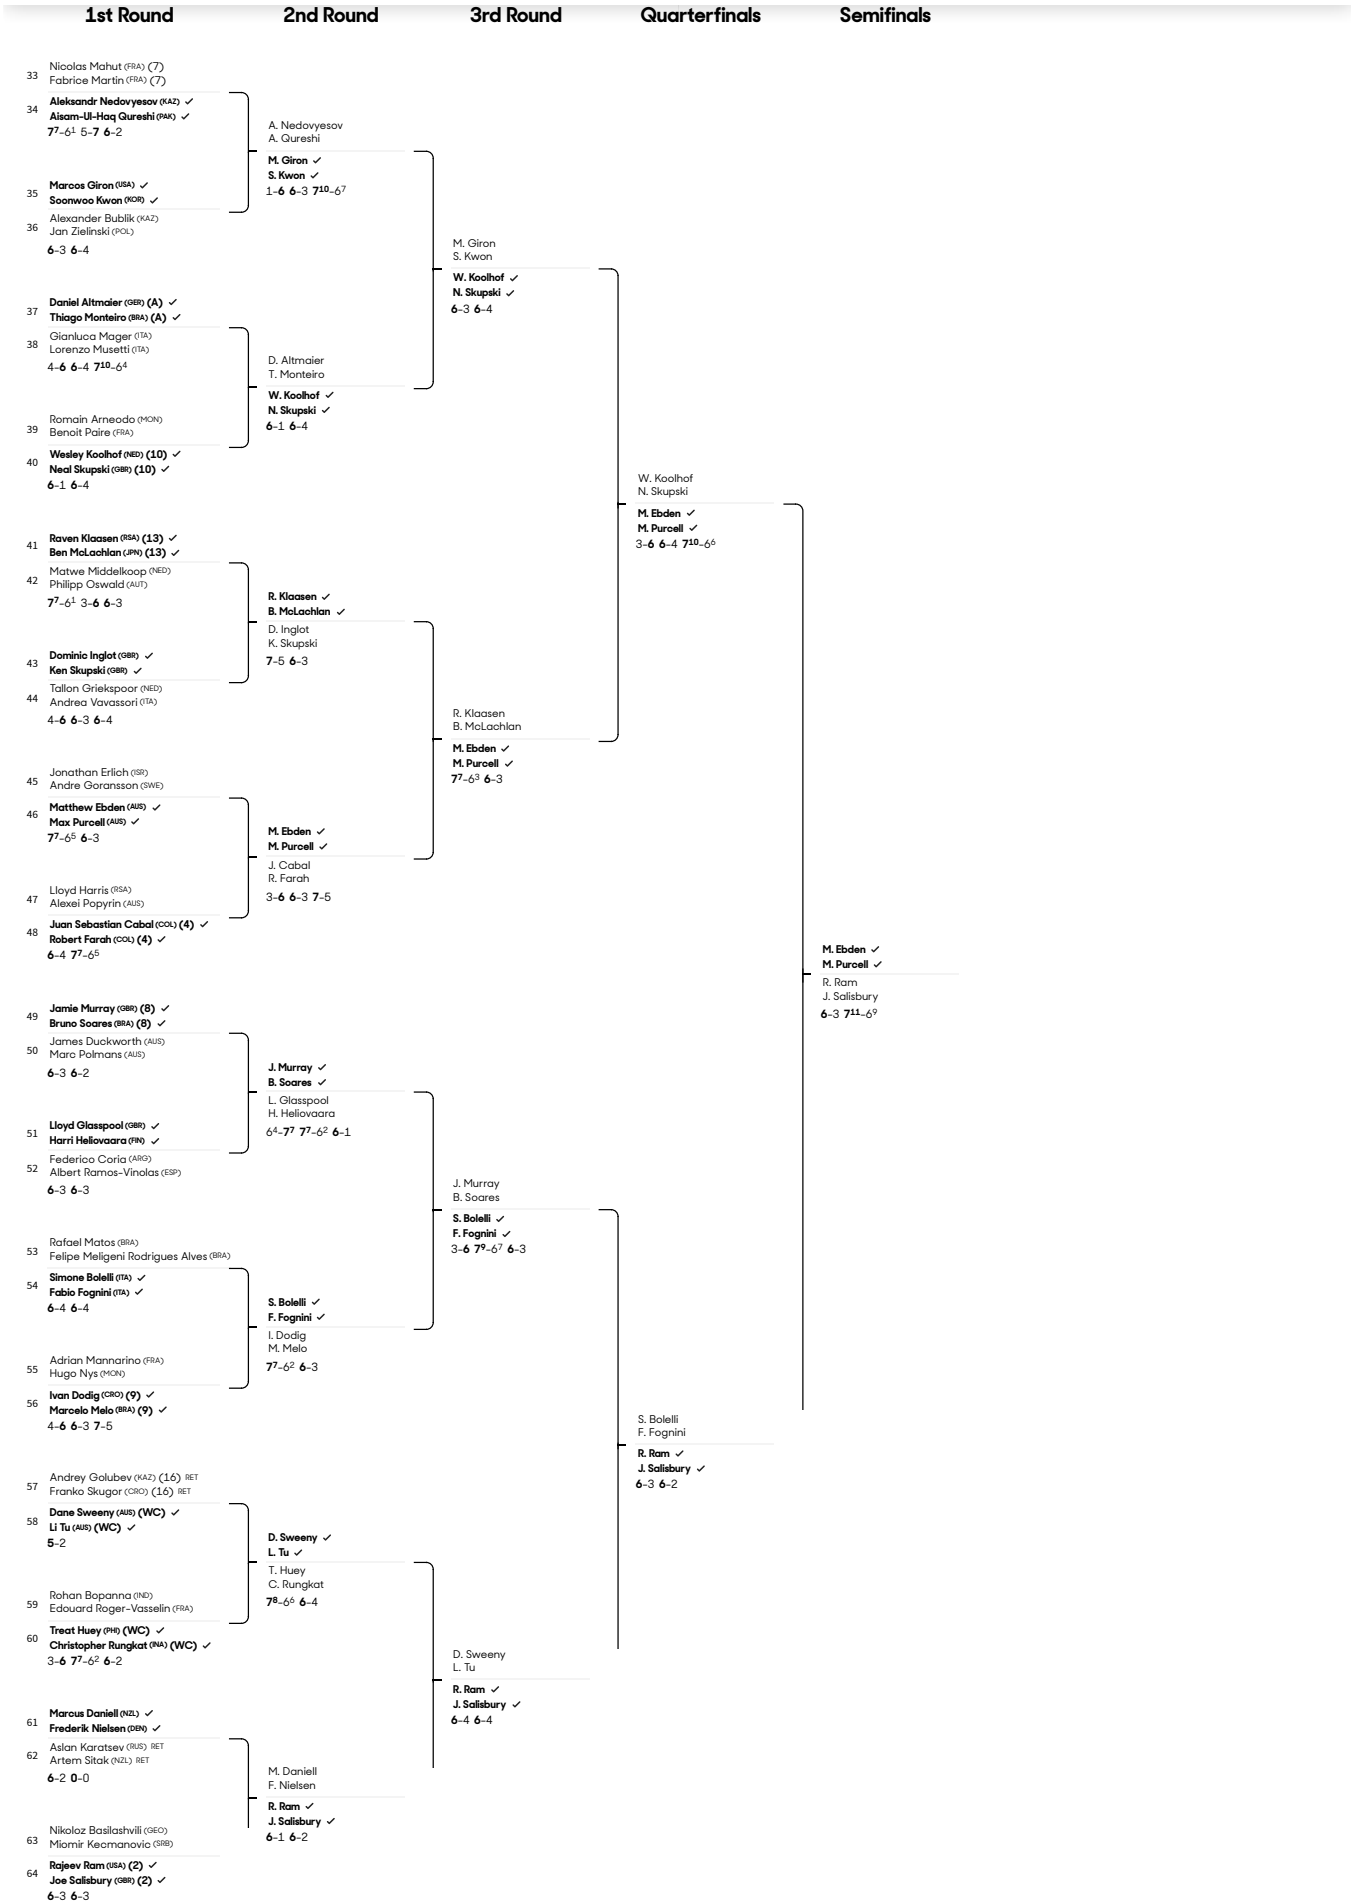 1st Round
2nd Round
3rd Round
Quarterfinals
Semifinals
33
Nicolas Mahut (FRA) (7)
Fabrice Martin (FRA) (7)
34
Aleksandr Nedovyesov (KAZ) ✓
Aisam-Ul-Haq Qureshi (PAK) ✓
7⁷-6¹ 5-7 6-2
35
Marcos Giron (USA) ✓
Soonwoo Kwon (KOR) ✓
36
Alexander Bublik (KAZ)
Jan Zielinski (POL)
6-3 6-4
37
Daniel Altmaier (GER) (A) ✓
Thiago Monteiro (BRA) (A) ✓
38
Gianluca Mager (ITA)
Lorenzo Musetti (ITA)
4-6 6-4 7¹⁰-6⁴
39
Romain Arneodo (MON)
Benoit Paire (FRA)
40
Wesley Koolhof (NED) (10) ✓
Neal Skupski (GBR) (10) ✓
6-1 6-4
41
Raven Klaasen (RSA) (13) ✓
Ben McLachlan (JPN) (13) ✓
42
Matwe Middelkoop (NED)
Philipp Oswald (AUT)
7⁷-6¹ 3-6 6-3
43
Dominic Inglot (GBR) ✓
Ken Skupski (GBR) ✓
44
Tallon Griekspoor (NED)
Andrea Vavassori (ITA)
4-6 6-3 6-4
45
Jonathan Erlich (ISR)
Andre Goransson (SWE)
46
Matthew Ebden (AUS) ✓
Max Purcell (AUS) ✓
7⁷-6⁵ 6-3
47
Lloyd Harris (RSA)
Alexei Popyrin (AUS)
48
Juan Sebastian Cabal (COL) (4) ✓
Robert Farah (COL) (4) ✓
6-4 7⁷-6⁵
49
Jamie Murray (GBR) (8) ✓
Bruno Soares (BRA) (8) ✓
50
James Duckworth (AUS)
Marc Polmans (AUS)
6-3 6-2
51
Lloyd Glasspool (GBR) ✓
Harri Heliovaara (FIN) ✓
52
Federico Coria (ARG)
Albert Ramos-Vinolas (ESP)
6-3 6-3
53
Rafael Matos (BRA)
Felipe Meligeni Rodrigues Alves (BRA)
54
Simone Bolelli (ITA) ✓
Fabio Fognini (ITA) ✓
6-4 6-4
55
Adrian Mannarino (FRA)
Hugo Nys (MON)
56
Ivan Dodig (CRO) (9) ✓
Marcelo Melo (BRA) (9) ✓
4-6 6-3 7-5
57
Andrey Golubev (KAZ) (16) RET
Franko Skugor (CRO) (16) RET
58
Dane Sweeny (AUS) (WC) ✓
Li Tu (AUS) (WC) ✓
5-2
59
Rohan Bopanna (IND)
Edouard Roger-Vasselin (FRA)
60
Treat Huey (PHI) (WC) ✓
Christopher Rungkat (INA) (WC) ✓
3-6 7⁷-6² 6-2
61
Marcus Daniell (NZL) ✓
Frederik Nielsen (DEN) ✓
62
Aslan Karatsev (RUS) RET
Artem Sitak (NZL) RET
6-2 0-0
63
Nikoloz Basilashvili (GEO)
Miomir Kecmanovic (SRB)
64
Rajeev Ram (USA) (2) ✓
Joe Salisbury (GBR) (2) ✓
6-3 6-3
A. Nedovyesov
A. Qureshi
M. Giron ✓
S. Kwon ✓
1-6 6-3 7¹⁰-6⁷
D. Altmaier
T. Monteiro
W. Koolhof ✓
N. Skupski ✓
6-1 6-4
R. Klaasen ✓
B. McLachlan ✓
D. Inglot
K. Skupski
7-5 6-3
M. Ebden ✓
M. Purcell ✓
J. Cabal
R. Farah
3-6 6-3 7-5
J. Murray ✓
B. Soares ✓
L. Glasspool
H. Heliovaara
6⁴-7⁷ 7⁷-6² 6-1
S. Bolelli ✓
F. Fognini ✓
I. Dodig
M. Melo
7⁷-6² 6-3
D. Sweeny ✓
L. Tu ✓
T. Huey
C. Rungkat
7⁸-6⁶ 6-4
M. Daniell
F. Nielsen
R. Ram ✓
J. Salisbury ✓
6-1 6-2
M. Giron
S. Kwon
W. Koolhof ✓
N. Skupski ✓
6-3 6-4
R. Klaasen
B. McLachlan
M. Ebden ✓
M. Purcell ✓
7⁷-6³ 6-3
J. Murray
B. Soares
S. Bolelli ✓
F. Fognini ✓
3-6 7⁹-6⁷ 6-3
D. Sweeny
L. Tu
R. Ram ✓
J. Salisbury ✓
6-4 6-4
W. Koolhof
N. Skupski
M. Ebden ✓
M. Purcell ✓
3-6 6-4 7¹⁰-6⁶
S. Bolelli
F. Fognini
R. Ram ✓
J. Salisbury ✓
6-3 6-2
M. Ebden ✓
M. Purcell ✓
R. Ram
J. Salisbury
6-3 7¹¹-6⁹